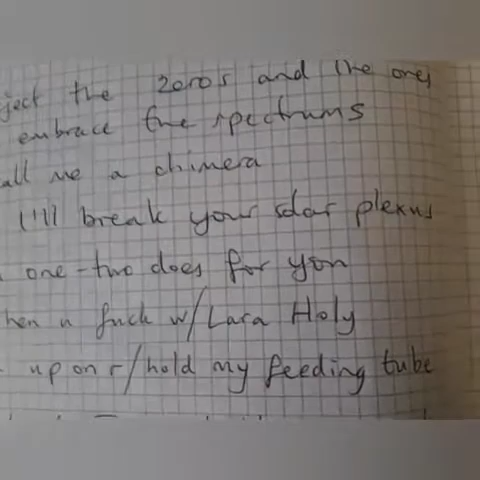 ject the zeros and the ones
embrace the spectrums
all me a chimera
I'll break your solar plexus
one-two does for you
hen u fuck w/Lara Holy
up on r/hold my feeding tube